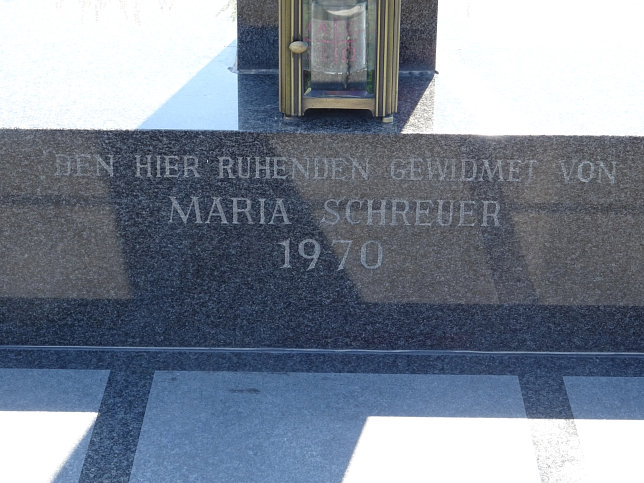 DEN HIER RUHENDEN GEWIDMET VON
MARIA SCHREUER
1970